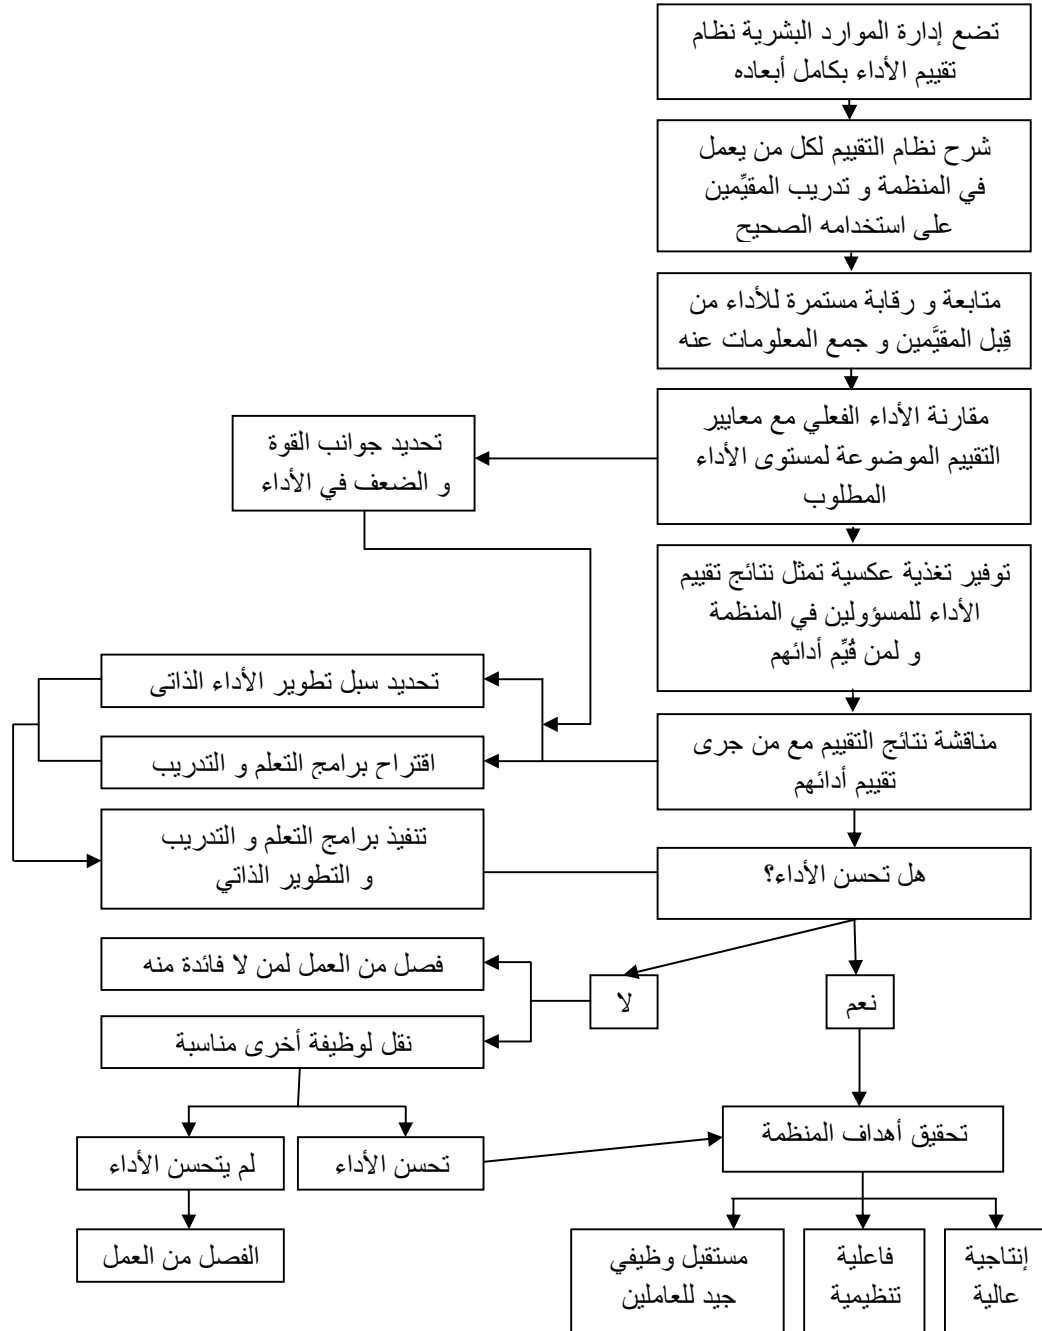 تضع إدارة الموارد البشرية نظام
تقييم الأداء بكامل أبعاده
شرح نظام التقييم لكل من يعمل
في المنظمة و تدريب المقيِّمين
على استخدامه الصحيح
متابعة و رقابة مستمرة للأداء من
قِبل المقيَّمين و جمع المعلومات عنه
مقارنة الأداء الفعلي مع معايير
التقييم الموضوعة لمستوى الأداء
المطلوب
تحديد جوانب القوة
و الضعف في الأداء
توفير تغذية عكسية تمثل نتائج تقييم
الأداء للمسؤولين في المنظمة
و لمن قُيِّم أدائهم
تحديد سبل تطوير الأداء الذاتى
مناقشة نتائج التقييم مع من جرى
تقييم أدائهم
اقتراح برامج التعلم و التدريب
تنفيذ برامج التعلم و التدريب
و التطوير الذاتي
هل تحسن الأداء؟
فصل من العمل لمن لا فائدة منه
نعم
لا
نقل لوظيفة أخرى مناسبة
تحقيق أهداف المنظمة
تحسن الأداء
لم يتحسن الأداء
إنتاجية
عالية
فاعلية
تنظيمية
مستقبل وظيفي
جيد للعاملين
الفصل من العمل